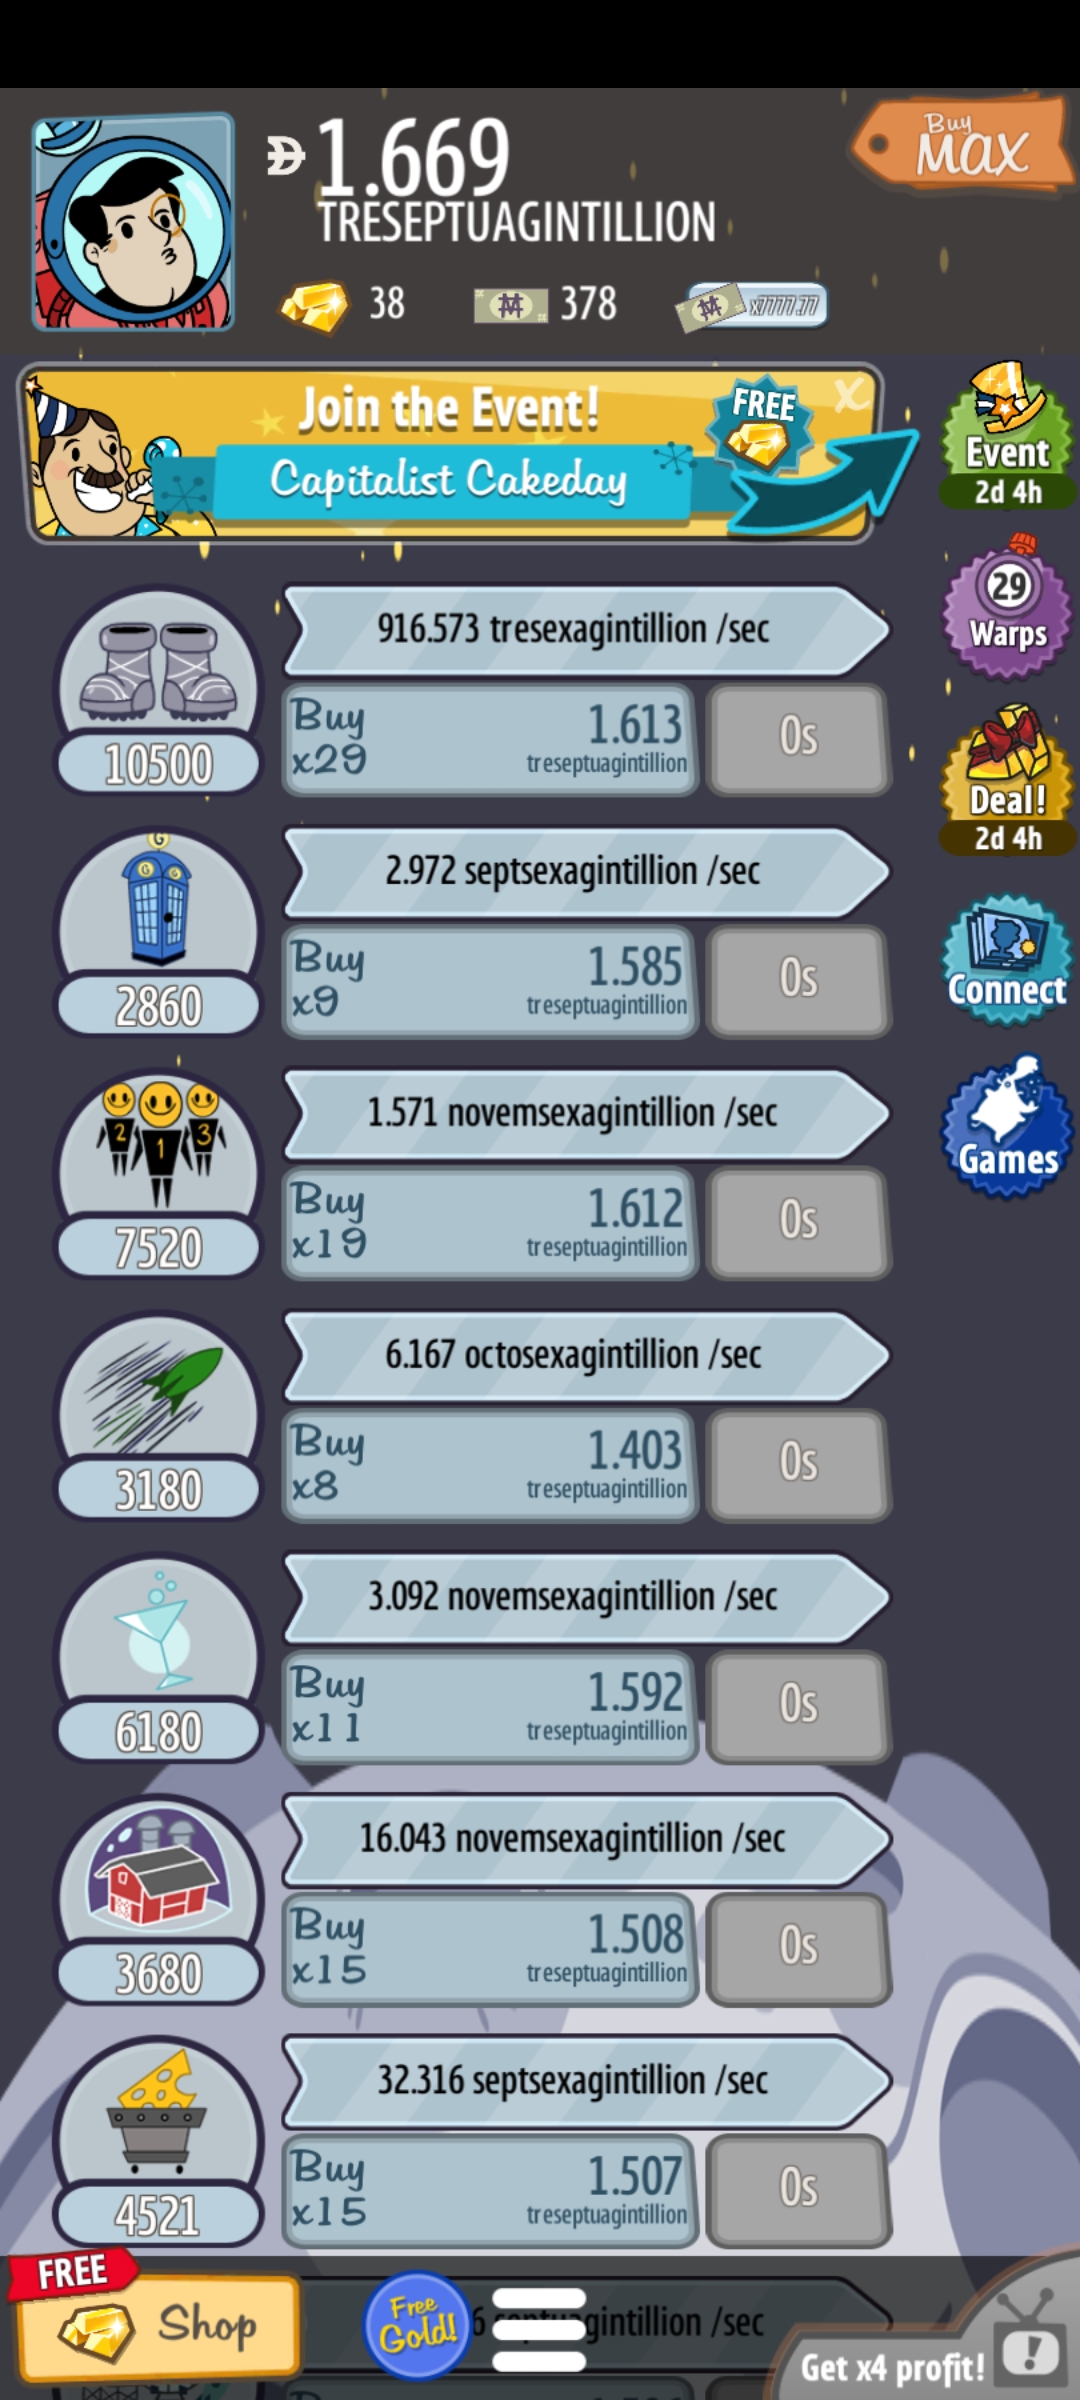 1.669
TRESEPTUAGINTILLION
Buy
Max
38
378
x7777.77
Join the Event!
FREE
X
Capitalist Cakeday
Event
2d 4h
29
Warps
Deal!
2d 4h
Connect
Games
916.573 tresexagintillion /sec
10500
Buy
x29
1.613
treseptuagintillion
0s
G
G G
2.972 septsexagintillion /sec
2860
Buy
x9
1.585
treseptuagintillion
0s
2 1 3
1.571 novemsexagintillion /sec
7520
Buy
x19
1.612
treseptuagintillion
0s
6.167 octosexagintillion /sec
3180
Buy
x8
1.403
treseptuagintillion
0s
3.092 novemsexagintillion /sec
6180
Buy
x11
1.592
treseptuagintillion
0s
16.043 novemsexagintillion /sec
3680
Buy
x15
1.508
treseptuagintillion
0s
32.316 septsexagintillion /sec
4521
Buy
x15
1.507
treseptuagintillion
0s
FREE
Shop
Free
Gold!
/sec
Get x4 profit!